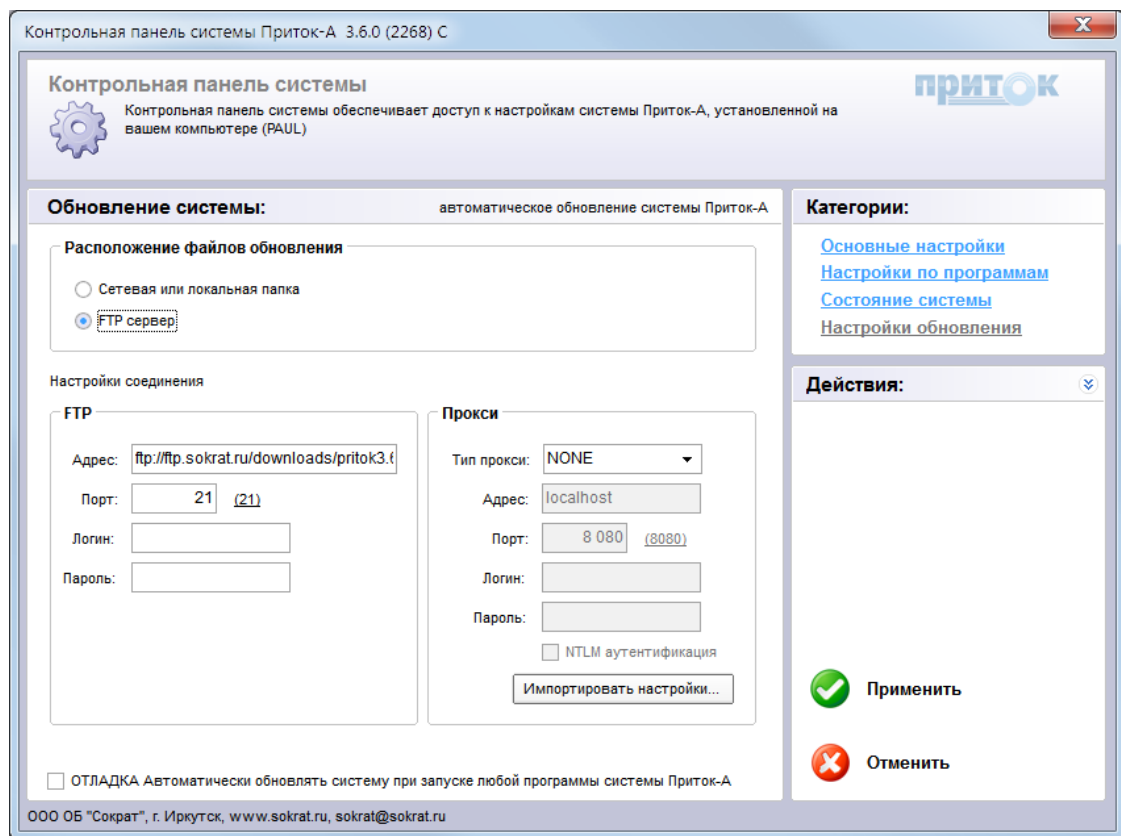 Контрольная панель системы Приток-А 3.6.0 (2268) С
Контрольная панель системы
приток
Контрольная панель системы обеспечивает доступ к настройкам системы Приток-А, установленной на
вашем компьютере (PAUL)
Обновление системы:
автоматическое обновление системы Приток-А
Расположение файлов обновления
Сетевая или локальная папка
FTP сервер
Настройки соединения
FTP
Адрес: ftp://ftp.sokrat.ru/downloads/pritok3.6
Порт: 21 (21)
Логин:
Пароль:
Прокси
Тип прокси: NONE
Адрес: localhost
Порт: 8 080 (8080)
Логин:
Пароль:
NTLM аутентификация
Импортировать настройки...
ОТЛАДКА Автоматически обновлять систему при запуске любой программы системы Приток-А
Категории:
Основные настройки
Настройки по программам
Состояние системы
Настройки обновления
Действия:
Применить
Отменить
ООО ОБ "Сократ", г. Иркутск, www.sokrat.ru, sokrat@sokrat.ru